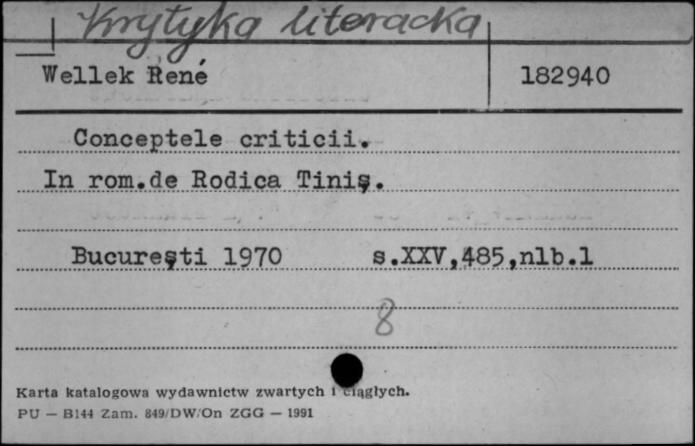 Krytyka literacka
Wellek René 182940
Conceptele criticii.
In rom.de Rodica Tiniş.
Bucureşti 1970 s.XXV,485,nlb.1
8
Karta katalogowa wydawnictw zwartych i ciągłych.
PU — B144 Zam. 849/DW/On ZGG — 1991